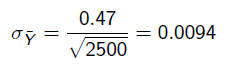 σ_Ȳ = 0.47 / √2500 = 0.0094